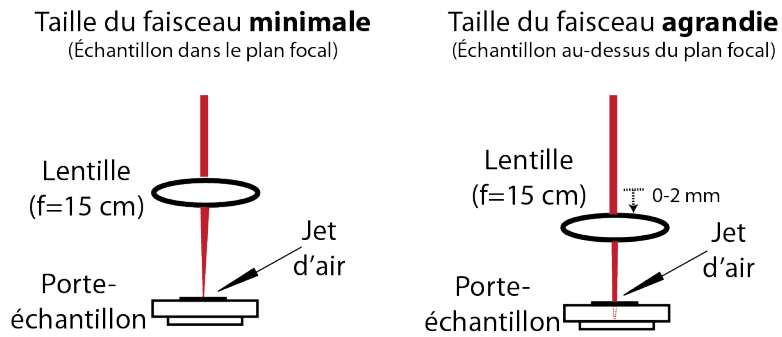 Taille du faisceau minimale
(Échantillon dans le plan focal)
Lentille
(f=15 cm)
Jet
d'air
Porte-
échantillon
Taille du faisceau agrandie
(Échantillon au-dessus du plan focal)
Lentille
(f=15 cm)
0-2 mm
Jet
d'air
Porte-
échantillon